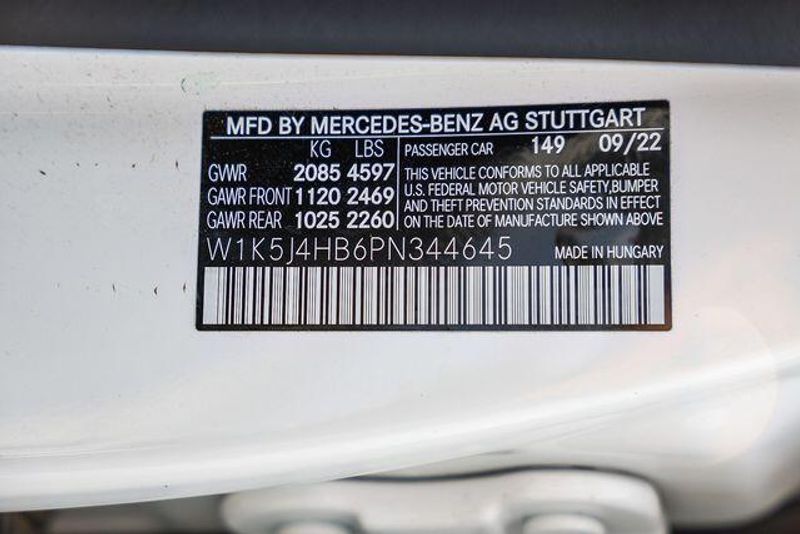 MFD BY MERCEDES-BENZ AG STUTTGART
KG LBS
GVWR 2085 4597
GAWR FRONT 1120 2469
GAWR REAR 1025 2260
PASSENGER CAR 149 09/22
THIS VEHICLE CONFORMS TO ALL APPLICABLE
U.S. FEDERAL MOTOR VEHICLE SAFETY, BUMPER
AND THEFT PREVENTION STANDARDS IN EFFECT
ON THE DATE OF MANUFACTURE SHOWN ABOVE
W1K5J4HB6PN344645
MADE IN HUNGARY